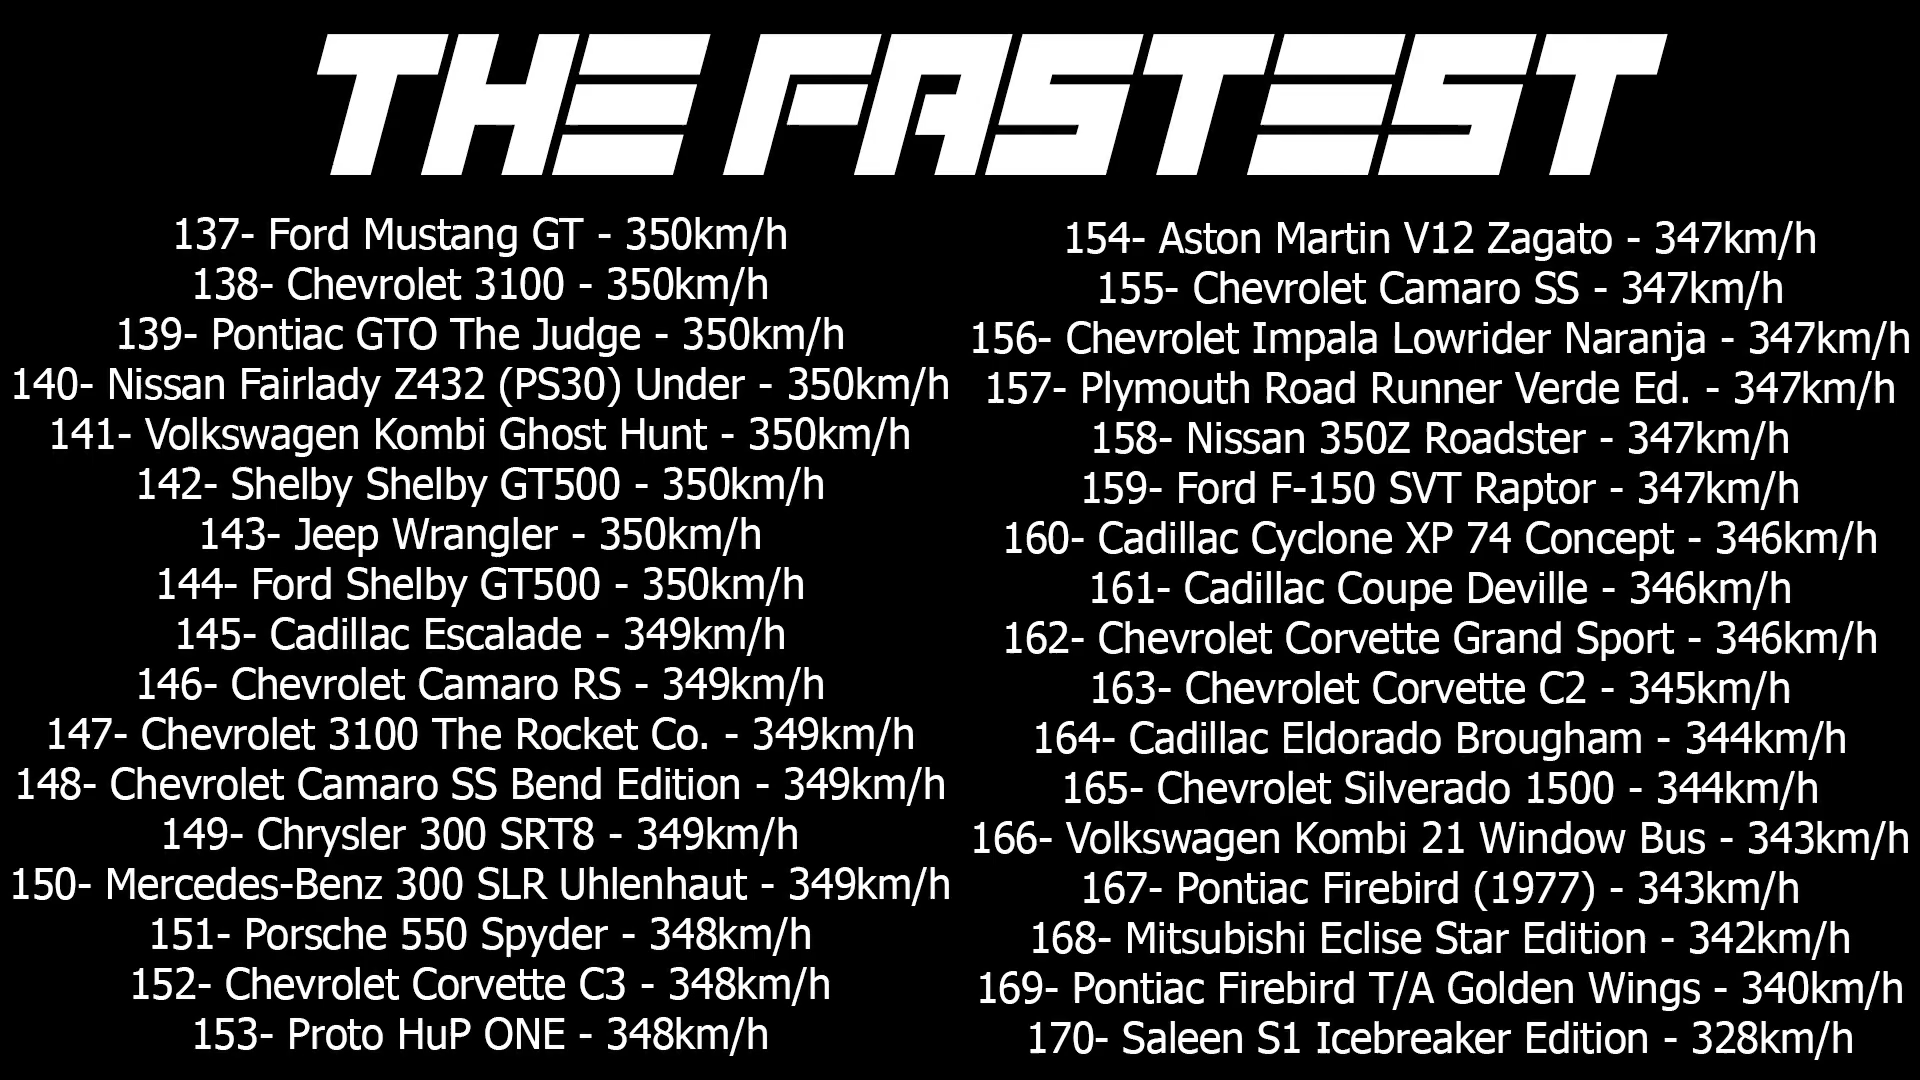 THE FASTEST
137- Ford Mustang GT - 350km/h
138- Chevrolet 3100 - 350km/h
139- Pontiac GTO The Judge - 350km/h
140- Nissan Fairlady Z432 (PS30) Under - 350km/h
141- Volkswagen Kombi Ghost Hunt - 350km/h
142- Shelby Shelby GT500 - 350km/h
143- Jeep Wrangler - 350km/h
144- Ford Shelby GT500 - 350km/h
145- Cadillac Escalade - 349km/h
146- Chevrolet Camaro RS - 349km/h
147- Chevrolet 3100 The Rocket Co. - 349km/h
148- Chevrolet Camaro SS Bend Edition - 349km/h
149- Chrysler 300 SRT8 - 349km/h
150- Mercedes-Benz 300 SLR Uhlenhaut - 349km/h
151- Porsche 550 Spyder - 348km/h
152- Chevrolet Corvette C3 - 348km/h
153- Proto HuP ONE - 348km/h
154- Aston Martin V12 Zagato - 347km/h
155- Chevrolet Camaro SS - 347km/h
156- Chevrolet Impala Lowrider Naranja - 347km/h
157- Plymouth Road Runner Verde Ed. - 347km/h
158- Nissan 350Z Roadster - 347km/h
159- Ford F-150 SVT Raptor - 347km/h
160- Cadillac Cyclone XP 74 Concept - 346km/h
161- Cadillac Coupe Deville - 346km/h
162- Chevrolet Corvette Grand Sport - 346km/h
163- Chevrolet Corvette C2 - 345km/h
164- Cadillac Eldorado Brougham - 344km/h
165- Chevrolet Silverado 1500 - 344km/h
166- Volkswagen Kombi 21 Window Bus - 343km/h
167- Pontiac Firebird (1977) - 343km/h
168- Mitsubishi Eclise Star Edition - 342km/h
169- Pontiac Firebird T/A Golden Wings - 340km/h
170- Saleen S1 Icebreaker Edition - 328km/h